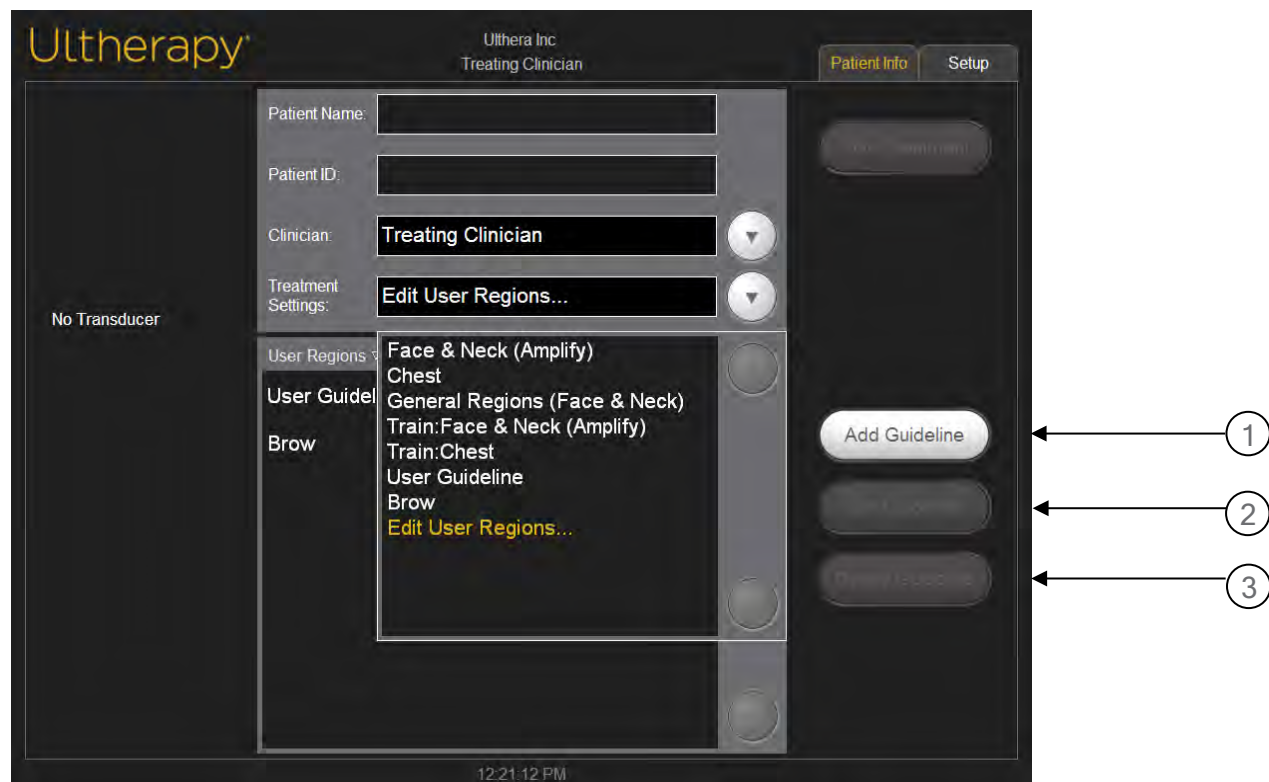 Ultherapy
Ulthera Inc
Treating Clinician
Patient Info
Setup
Patient Name:
Patient ID:
Clinician:
Treating Clinician
Treatment
Settings:
Edit User Regions...
No Transducer
User Regions
User Guidel
Brow
Face & Neck (Amplify)
Chest
General Regions (Face & Neck)
Train:Face & Neck (Amplify)
Train:Chest
User Guideline
Brow
Edit User Regions...
Add Guideline
1
2
3
12:21:12 PM